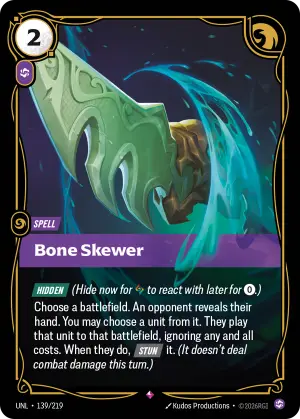 2
SPELL
Bone Skewer
HIDDEN (Hide now for to react with later for 0.)
Choose a battlefield. An opponent reveals their
hand. You may choose a unit from it. They play
that unit to that battlefield, ignoring any and all
costs. When they do, STUN it. (It doesn't deal
combat damage this turn.)
UNL • 139/219
Kudos Productions
©2026RGI